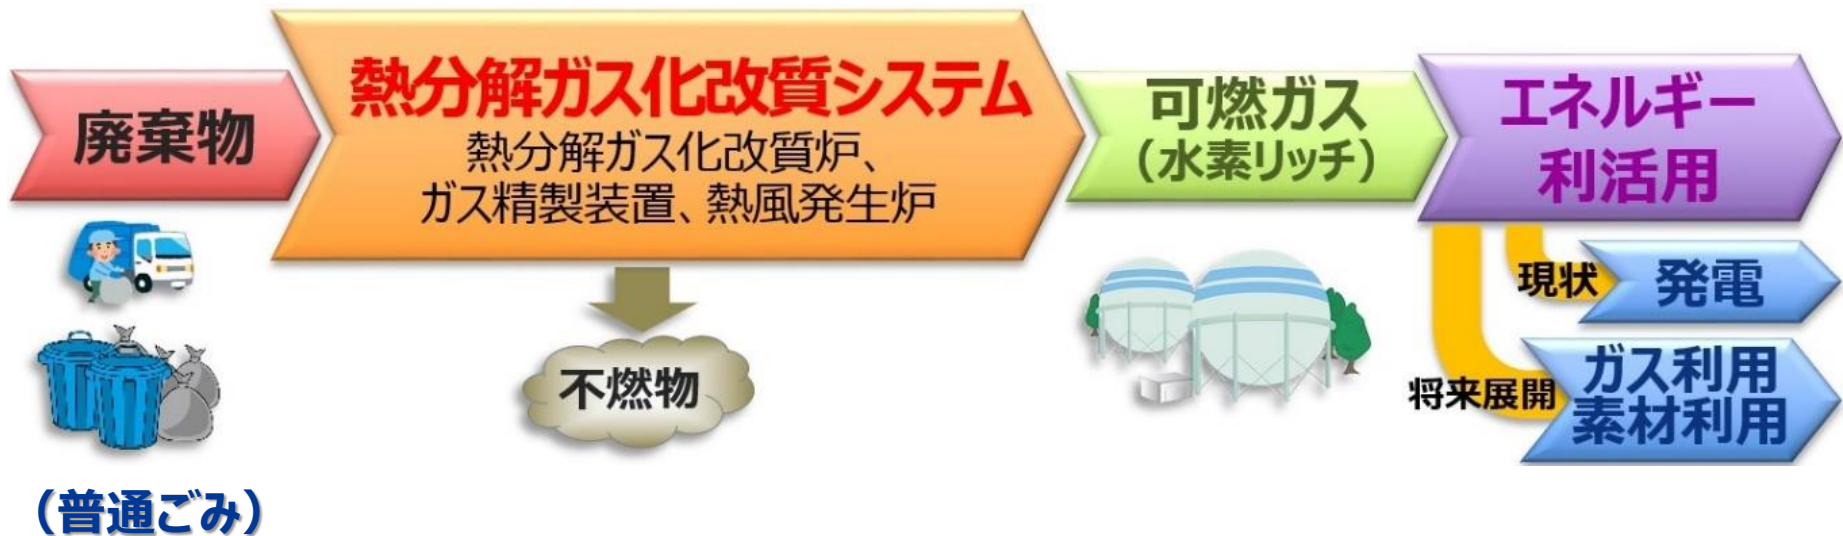 廃棄物
熱分解ガス化改質システム
熱分解ガス化改質炉、
ガス精製装置、熱風発生炉
可燃ガス
（水素リッチ）
エネルギー
利活用
不燃物
現状
発電
将来展開
ガス利用
素材利用
（普通ごみ）